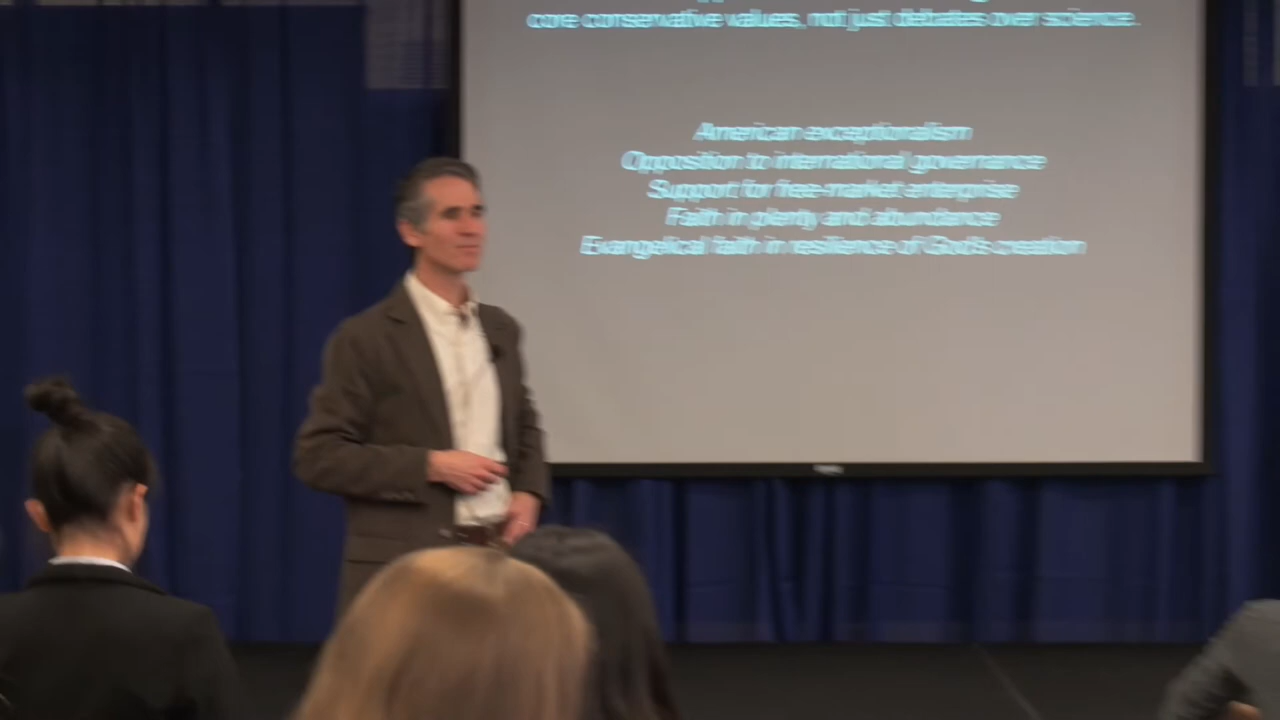 core conservative values, not just debates over science.
American exceptionalism
Opposition to international governance
Support for free-market enterprise
Faith in plenty and abundance
Evangelical faith in resilience of God's creation